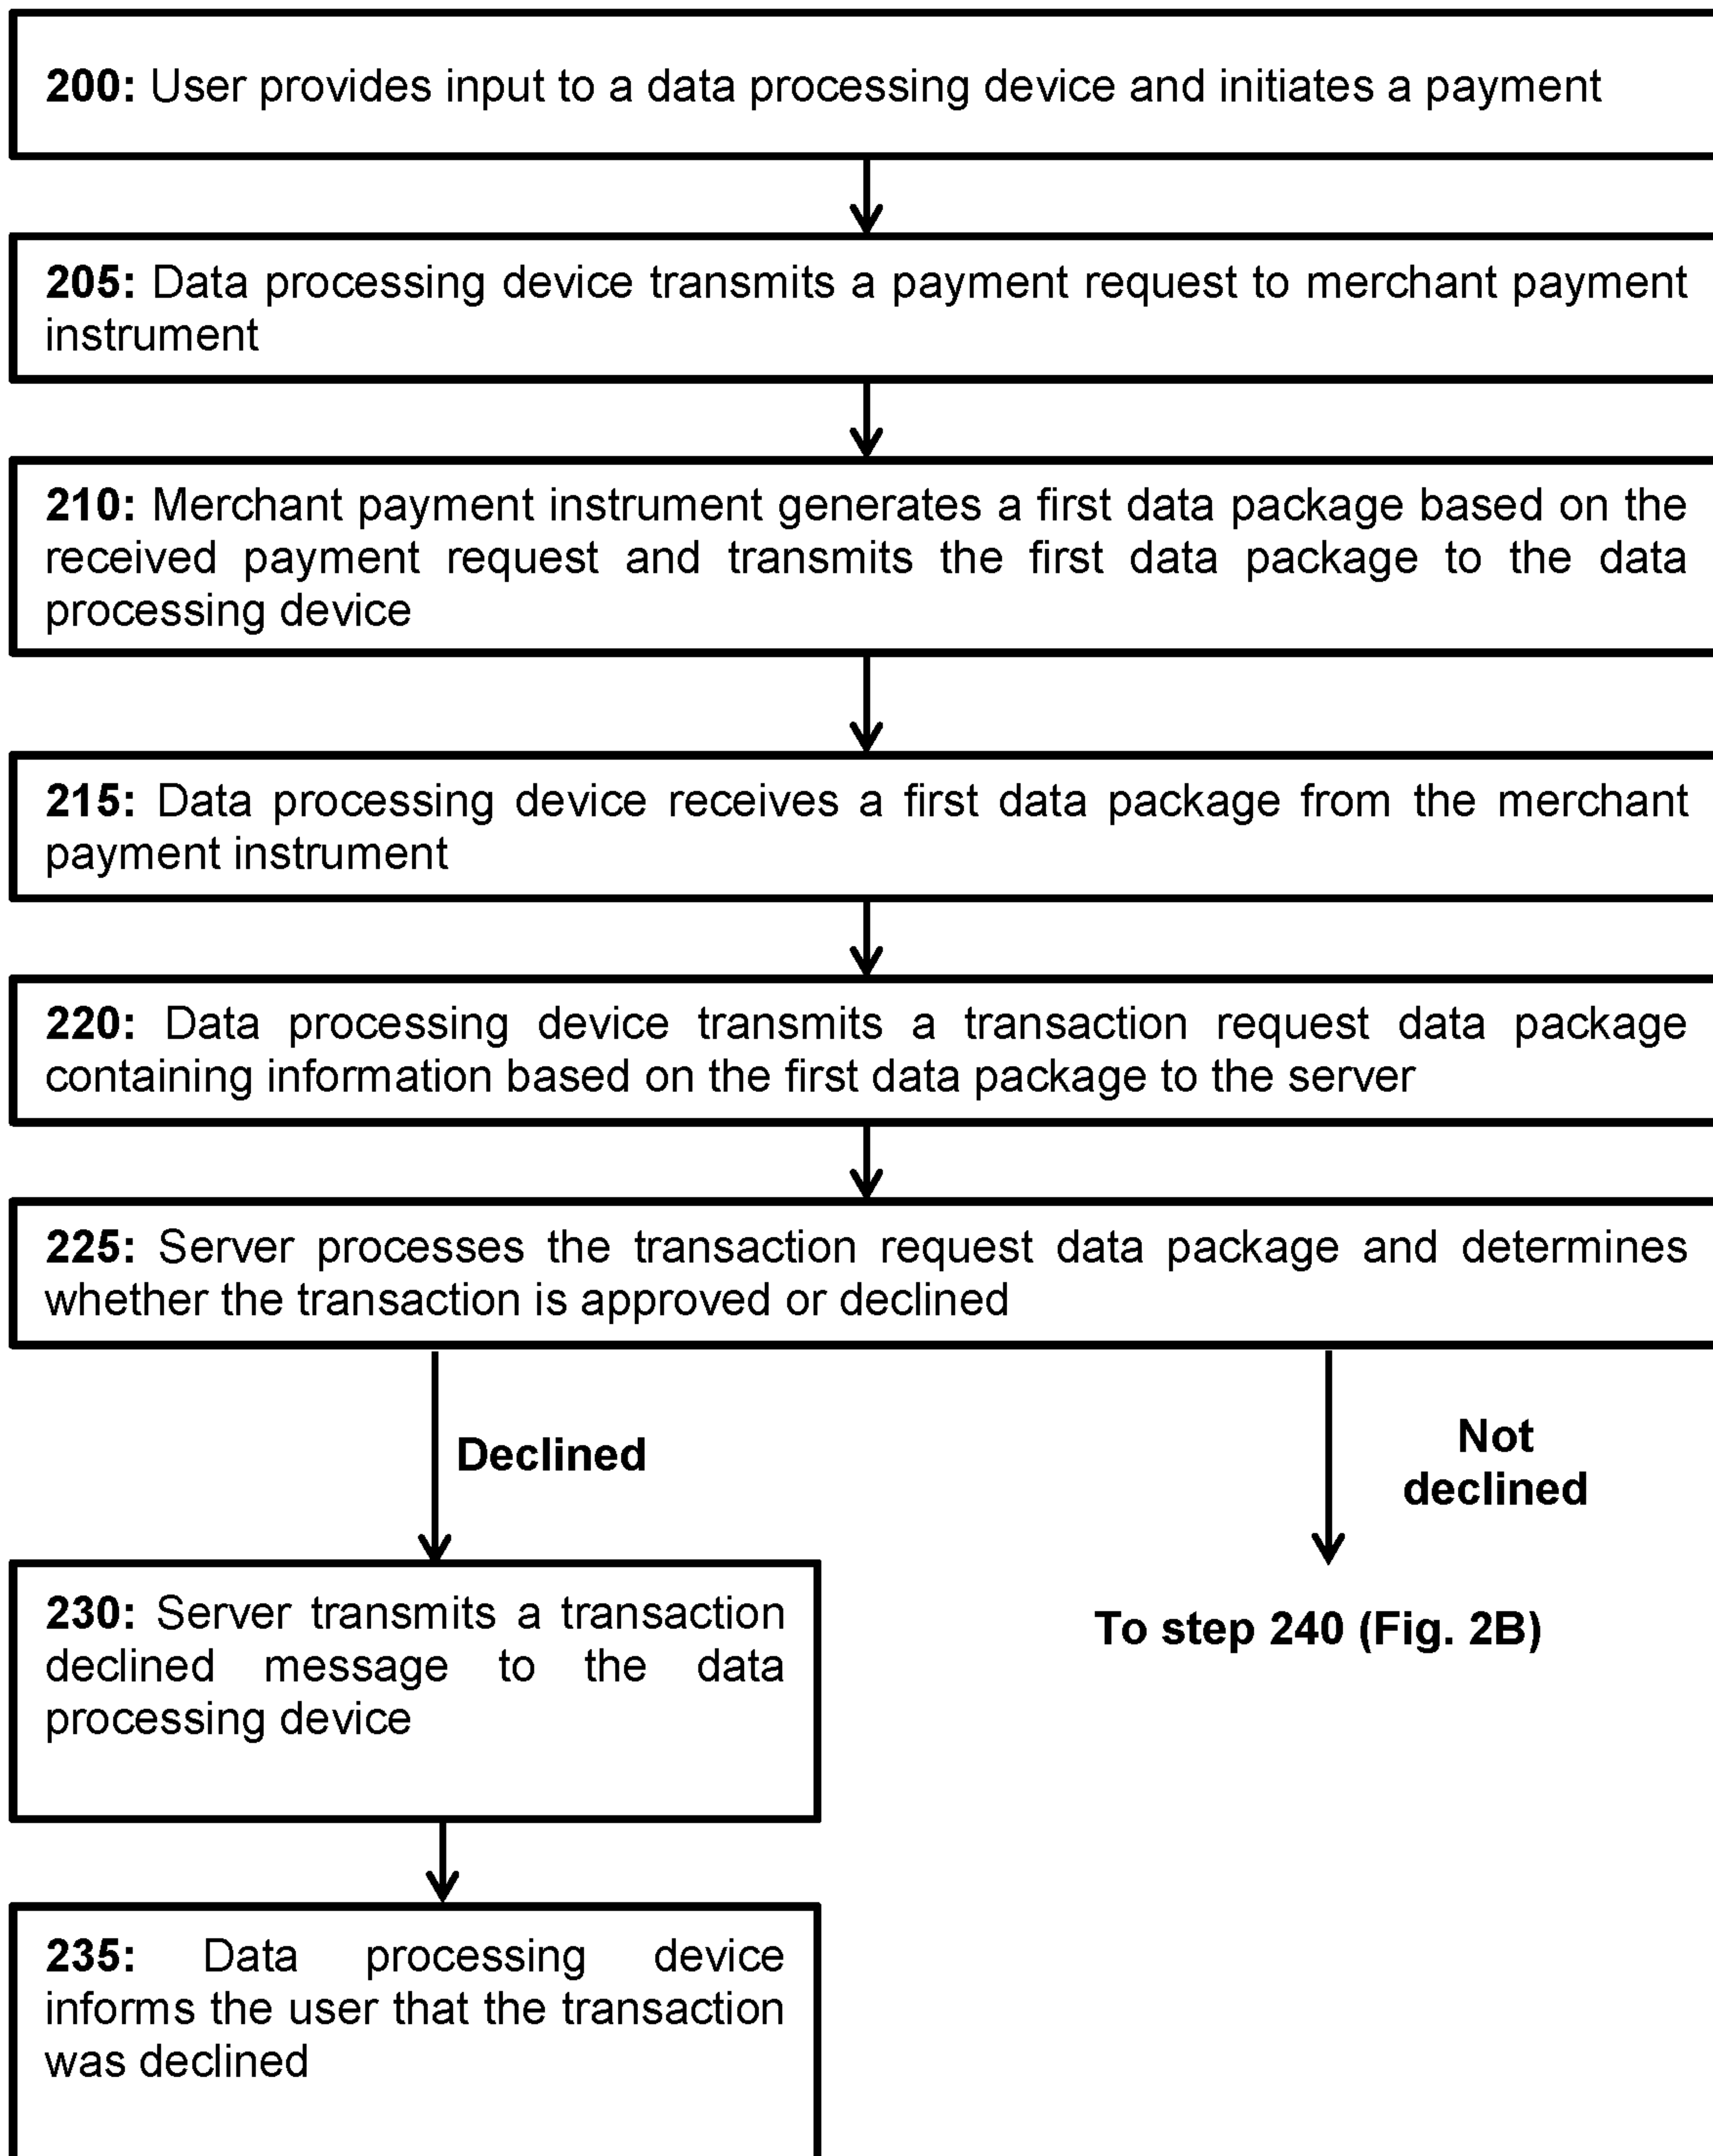 200: User provides input to a data processing device and initiates a payment
205: Data processing device transmits a payment request to merchant payment
instrument
210: Merchant payment instrument generates a first data package based on the
received payment request and transmits the first data package to the data
processing device
215: Data processing device receives a first data package from the merchant
payment instrument
220: Data processing device transmits a transaction request data package
containing information based on the first data package to the server
225: Server processes the transaction request data package and determines
whether the transaction is approved or declined
Declined
Not
declined
230: Server transmits a transaction
declined message to the data
processing device
To step 240 (Fig. 2B)
235: Data processing device
informs the user that the transaction
was declined